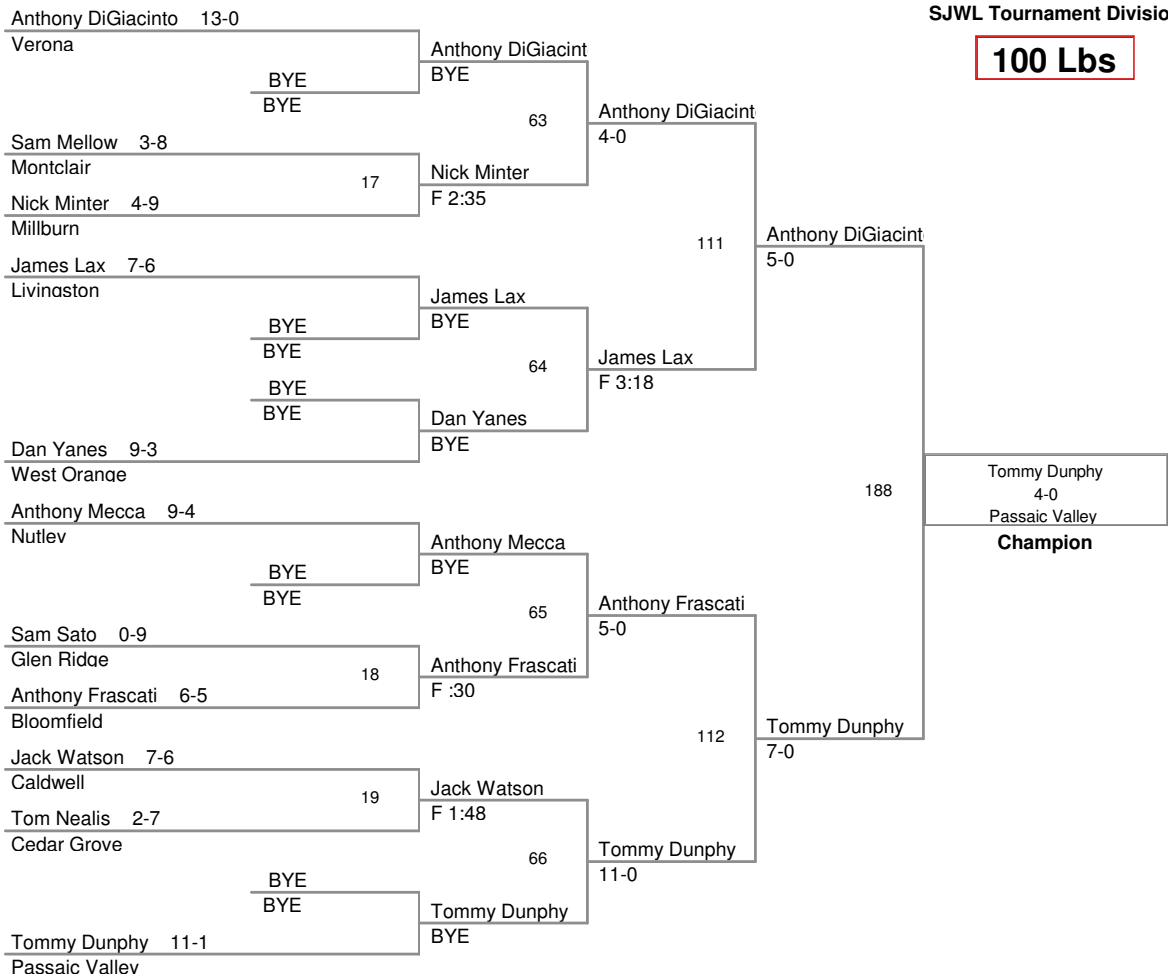 SJWL Tournament Divisio
100 Lbs
Anthony DiGiacinto 13-0
Verona
BYE
BYE
Sam Mellow 3-8
Montclair
Nick Minter 4-9
Millburn
James Lax 7-6
Livingston
BYE
BYE
BYE
BYE
Dan Yanes 9-3
West Orange
Anthony Mecca 9-4
Nutley
BYE
BYE
Sam Sato 0-9
Glen Ridge
Anthony Frascati 6-5
Bloomfield
Jack Watson 7-6
Caldwell
Tom Nealis 2-7
Cedar Grove
BYE
BYE
Tommy Dunphy 11-1
Passaic Valley
17
18
19
Anthony DiGiacint
BYE
Nick Minter
F 2:35
James Lax
BYE
Dan Yanes
BYE
Anthony Mecca
BYE
Anthony Frascati
F :30
Jack Watson
F 1:48
Tommy Dunphy
BYE
63
64
65
66
Anthony DiGiacint
4-0
James Lax
F 3:18
Anthony Frascati
5-0
Tommy Dunphy
11-0
111
112
Anthony DiGiacint
5-0
Tommy Dunphy
7-0
188
Tommy Dunphy
4-0
Passaic Valley
Champion